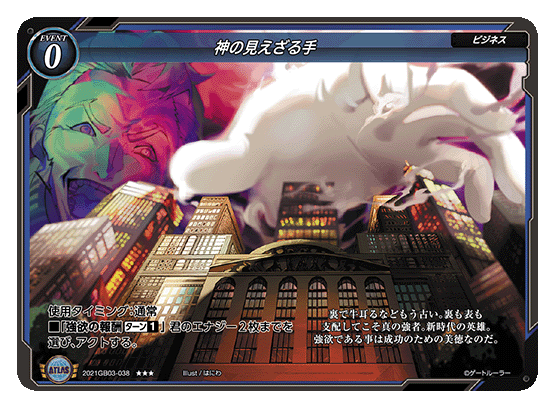 EVENT
0
神の見えざる手
ビジネス
使用タイミング:通常
■「強欲の報酬 ターン1」君のエナジー2枚までを
選び、アクトする。
裏で牛耳るなどもう古い。裏も表も
支配してこそ真の強者。新時代の英雄。
強欲である事は成功のための美徳なのだ。
ATLAS
2021GB03-038 ★★★ Illust / はにわ ©ゲートルーラー